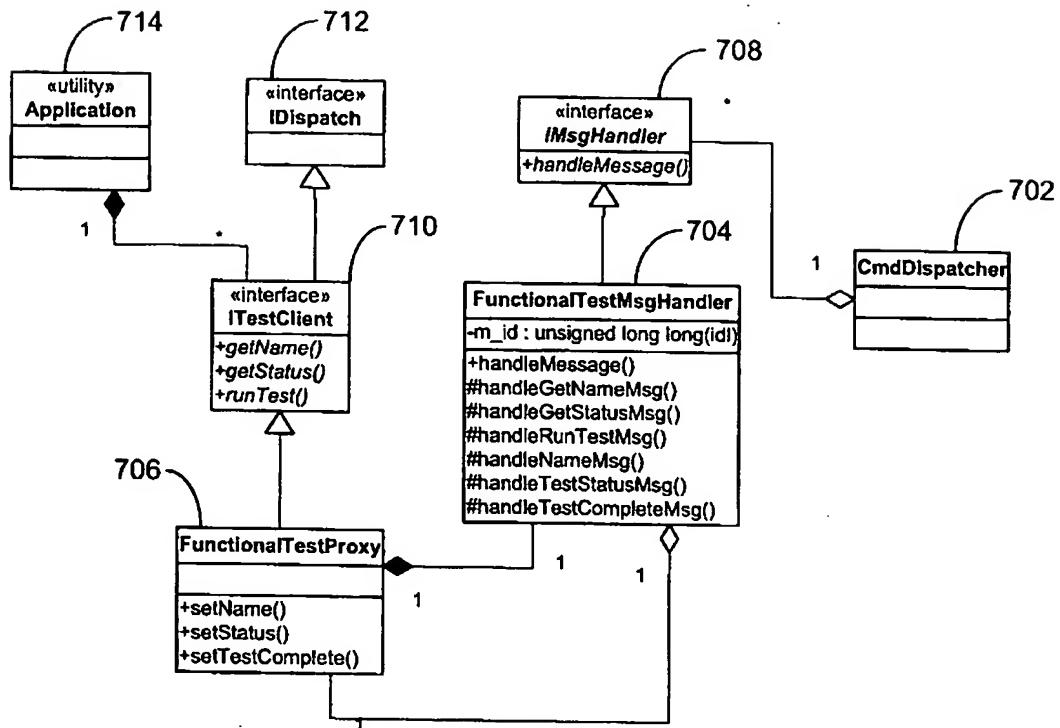 714
712
708
«utility»
Application
«interface»
IDispatch
«interface»
IMsgHandler
+handleMessage()
702
1
*
710
704
1
CmdDispatcher
«interface»
ITestClient
+getName()
+getStatus()
+runTest()
FunctionalTestMsgHandler
-m_id : unsigned long long(idl)
+handleMessage()
#handleGetNameMsg()
#handleGetStatusMsg()
#handleRunTestMsg()
#handleNameMsg()
#handleTestStatusMsg()
#handleTestCompleteMsg()
706
FunctionalTestProxy
1
1
1
+setName()
+setStatus()
+setTestComplete()